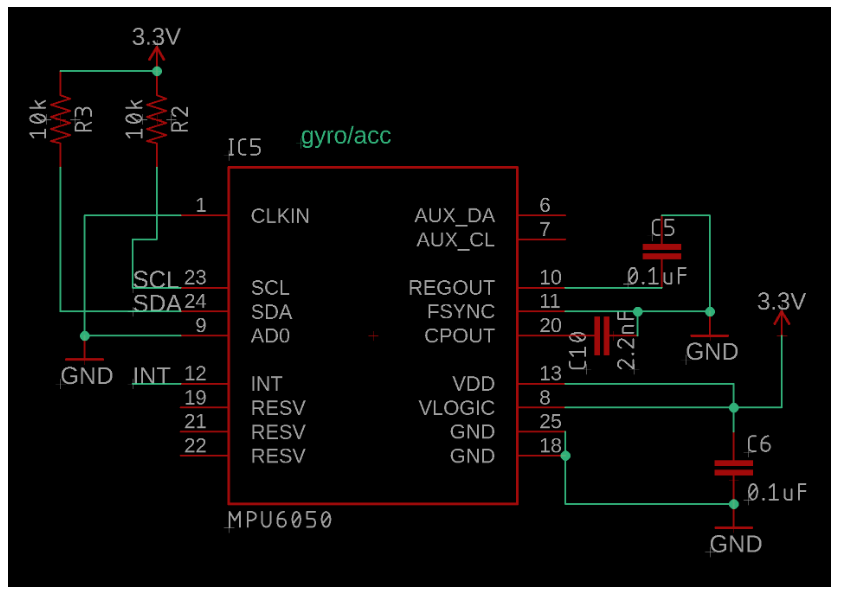 3.3V
10k
R3
10k
R2
IC5
gyro/acc
1 CLKIN
AUX_DA 6
AUX_CL 7
C5
0.1uF
SCL 23 SCL
REGOUT 10
SDA 24 SDA
FSYNC 11
9 AD0
CPOUT 20
C10
2.2nF
GND
GND
3.3V
INT 12 INT
VDD 13
19 RESV
VLOGIC 8
21 RESV
GND 25
22 RESV
GND 18
C6
0.1uF
MPU6050
GND